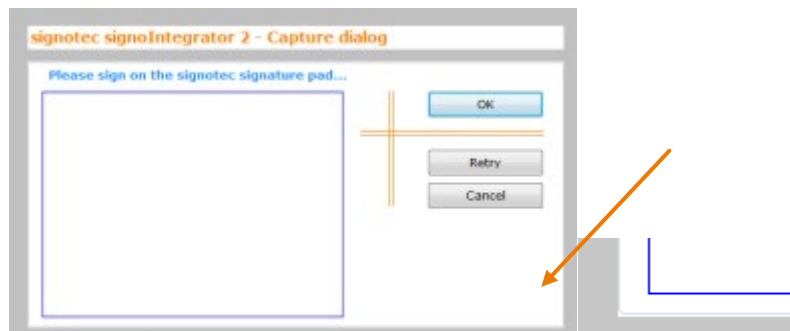 signotec signoIntegrator 2 - Capture dialog
Please sign on the signotec signature pad...
OK
Retry
Cancel